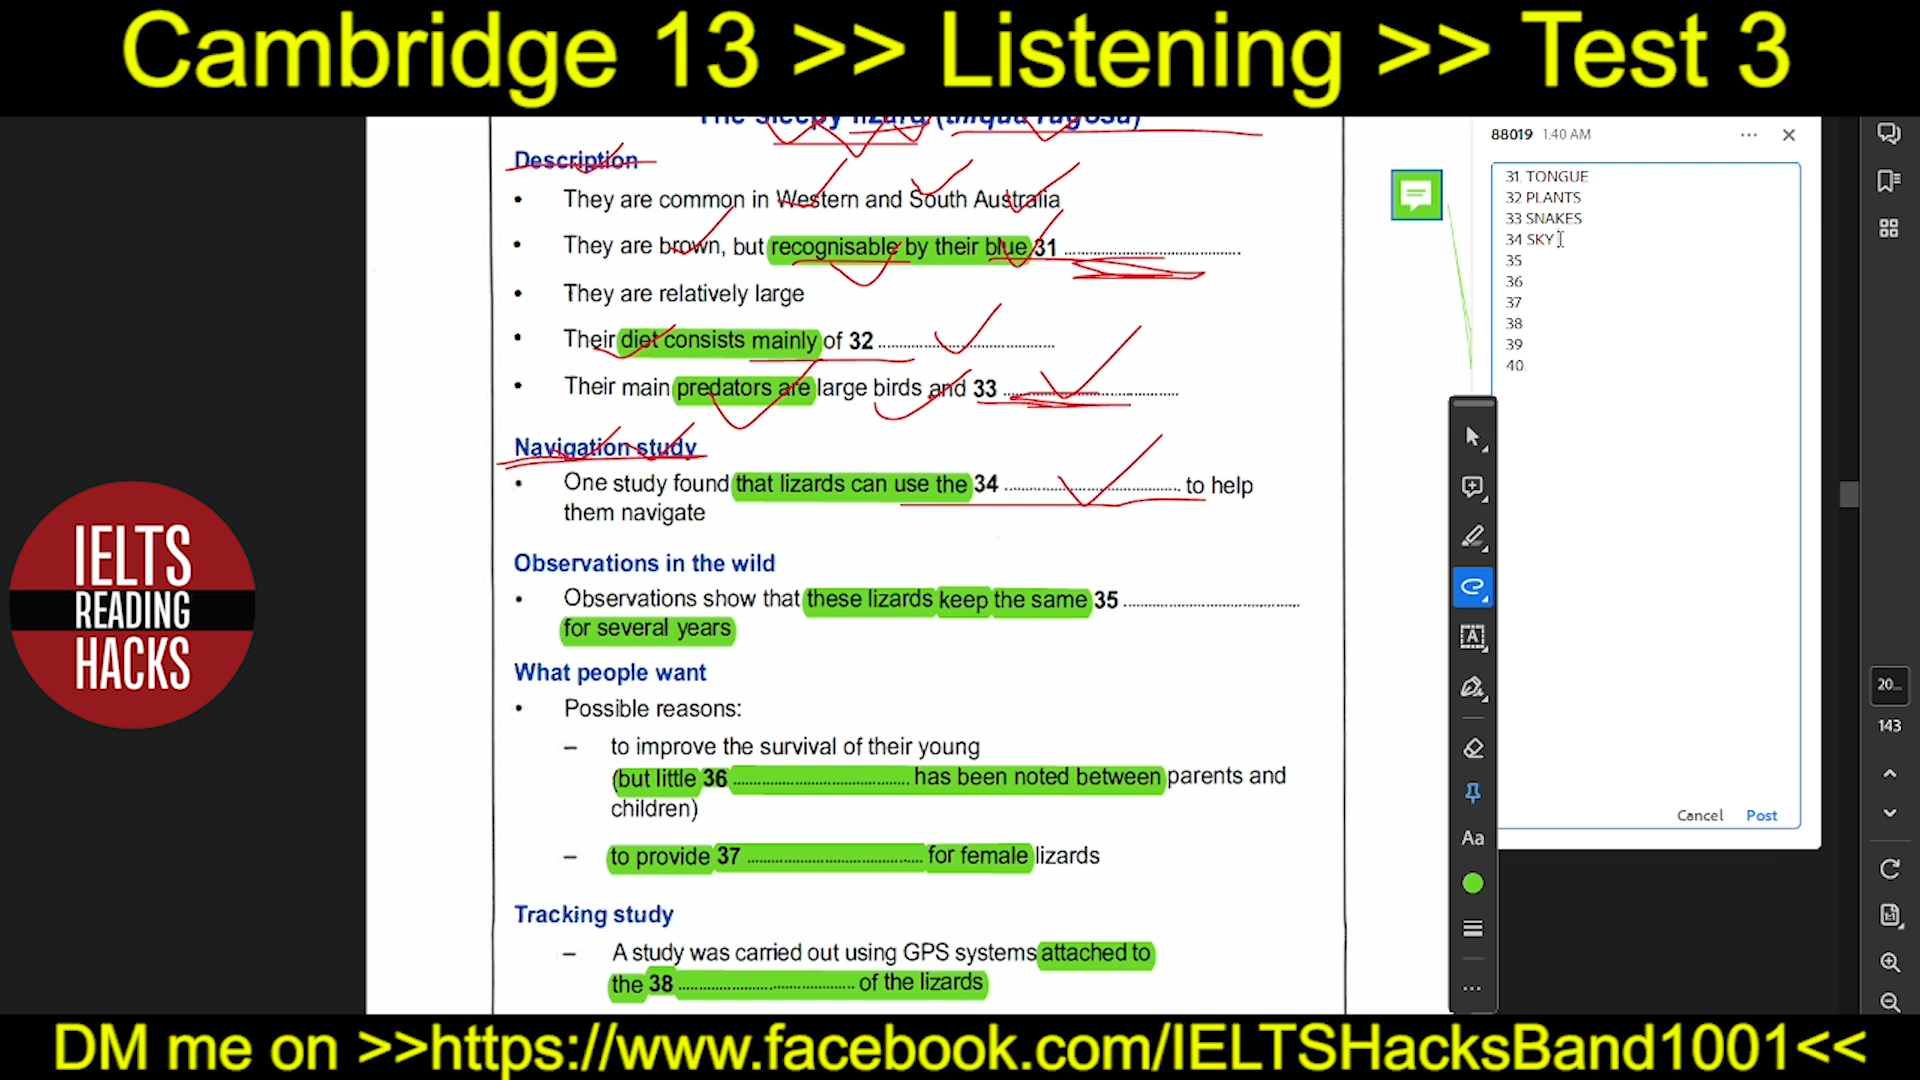 Cambridge 13 >> Listening >> Test 3
The sleepy lizard (tiliqua rugosa)
Description
• They are common in Western and South Australia
• They are brown, but recognisable by their blue 31 ........................
• They are relatively large
• Their diet consists mainly of 32 ........................
• Their main predators are large birds and 33 ........................
Navigation study
• One study found that lizards can use the 34 ........................ to help
them navigate
Observations in the wild
• Observations show that these lizards keep the same 35 ........................
for several years
What people want
• Possible reasons:
– to improve the survival of their young
(but little 36 ........................ has been noted between parents and
children)
– to provide 37 ........................ for female lizards
Tracking study
– A study was carried out using GPS systems attached to
the 38 ........................ of the lizards
IELTS
READING
HACKS
88019 1:40 AM
31. TONGUE
32 PLANTS
33 SNAKES
34 SKY
35
36
37
38
39
40.
Cancel Post
Aa
20...
143
1:1
DM me on >>https://www.facebook.com/IELTSHacksBand1001<<